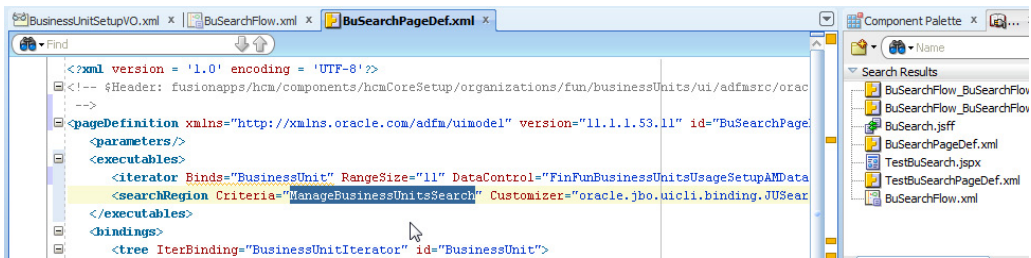 BusinessUnitSetupVO.xml x BuSearchFlow.xml x BuSearchPageDef.xml x
Find
<?xml version = '1.0' encoding = 'UTF-8'?>
<!-- $Header: fusionapps/hcm/components/hcmCoreSetup/organizations/fun/businessUnits/ui/adfmsrc/orac
-->
<pageDefinition xmlns="http://xmlns.oracle.com/adfm/uimodel" version="11.1.1.53.11" id="BuSearchPage
<parameters/>
<executables>
<iterator Binds="BusinessUnit" RangeSize="11" DataControl="FinFunBusinessUnitsUsageSetupAMData
<searchRegion Criteria="ManageBusinessUnitsSearch" Customizer="oracle.jbo.uicli.binding.JUSear
</executables>
<bindings>
<tree IterBinding="BusinessUnitIterator" id="BusinessUnit">
Component Palette x
Name
Search Results
BuSearchFlow_BuSearchFlow
BuSearchFlow_BuSearchFlow
BuSearch.jsff
BuSearchPageDef.xml
TestBuSearch.jspx
TestBuSearchPageDef.xml
BuSearchFlow.xml